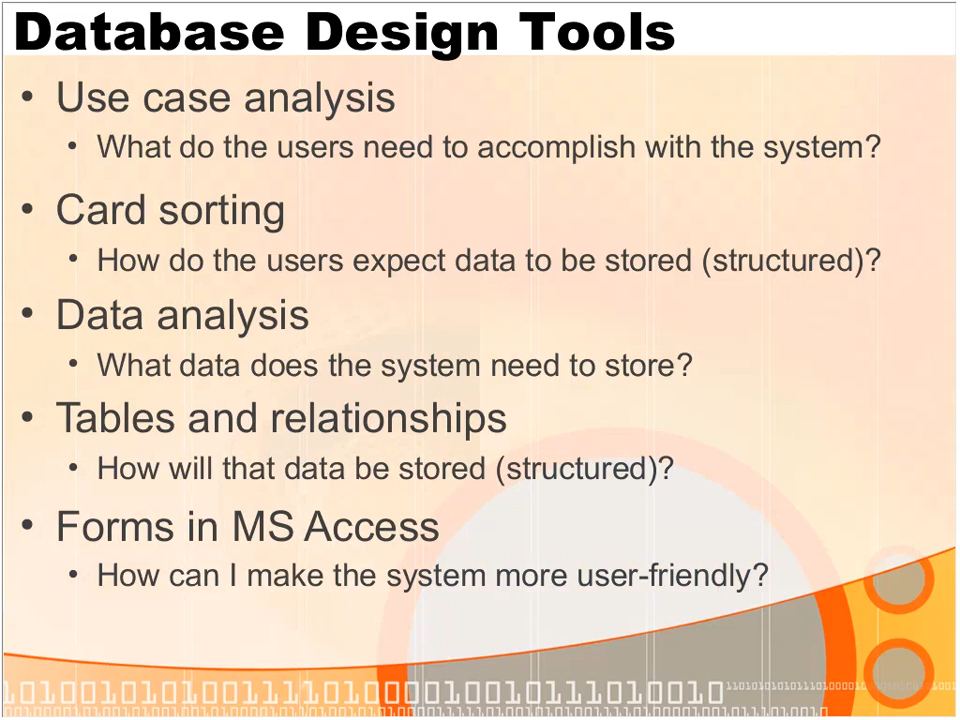 Database Design Tools
• Use case analysis
• What do the users need to accomplish with the system?
• Card sorting
• How do the users expect data to be stored (structured)?
• Data analysis
• What data does the system need to store?
• Tables and relationships
• How will that data be stored (structured)?
• Forms in MS Access
• How can I make the system more user-friendly?